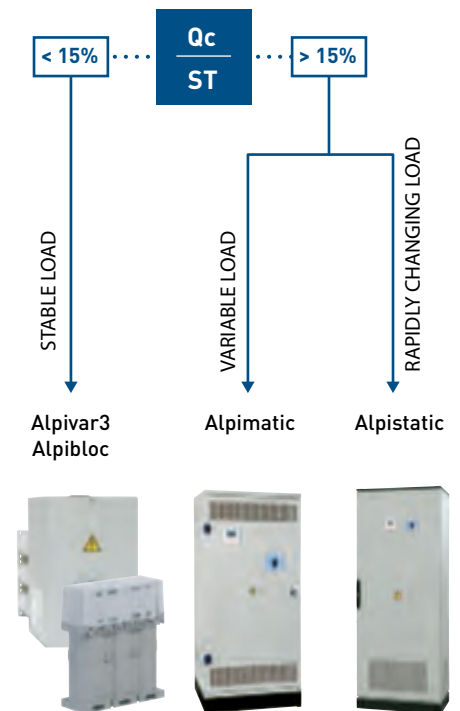 Qc
ST
< 15%
> 15%
STABLE LOAD
VARIABLE LOAD
RAPIDLY CHANGING LOAD
Alpivar3
Alpibloc
Alpimatic
Alpistatic